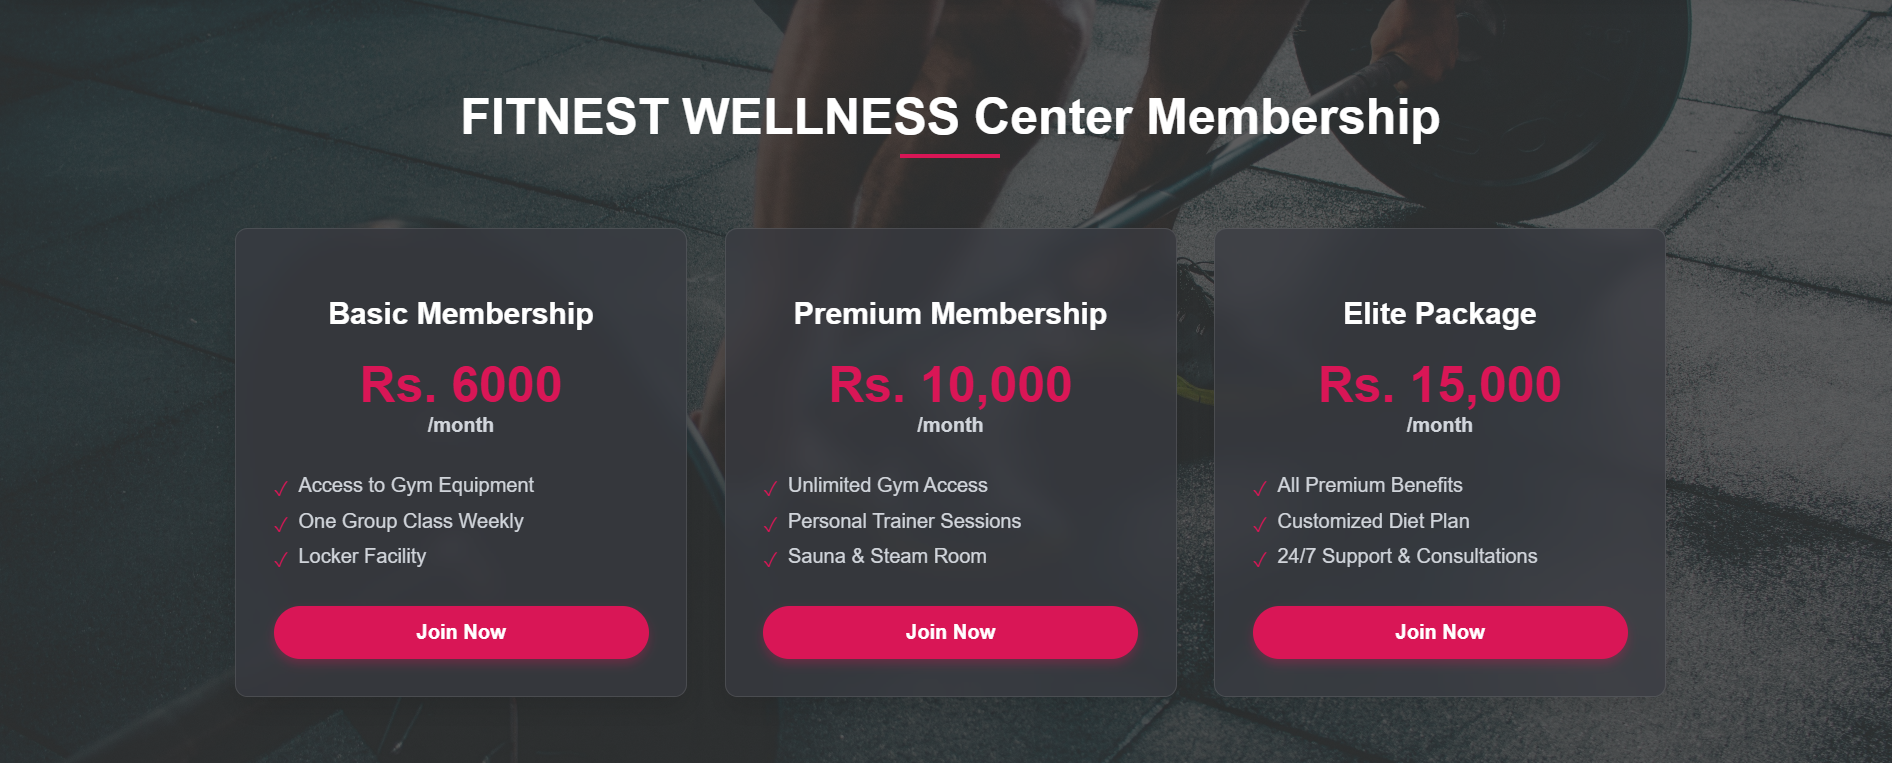 FITNEST WELLNESS Center Membership
Basic Membership
Rs. 6000
/month
Access to Gym Equipment
One Group Class Weekly
Locker Facility
Join Now
Premium Membership
Rs. 10,000
/month
Unlimited Gym Access
Personal Trainer Sessions
Sauna & Steam Room
Join Now
Elite Package
Rs. 15,000
/month
All Premium Benefits
Customized Diet Plan
24/7 Support & Consultations
Join Now